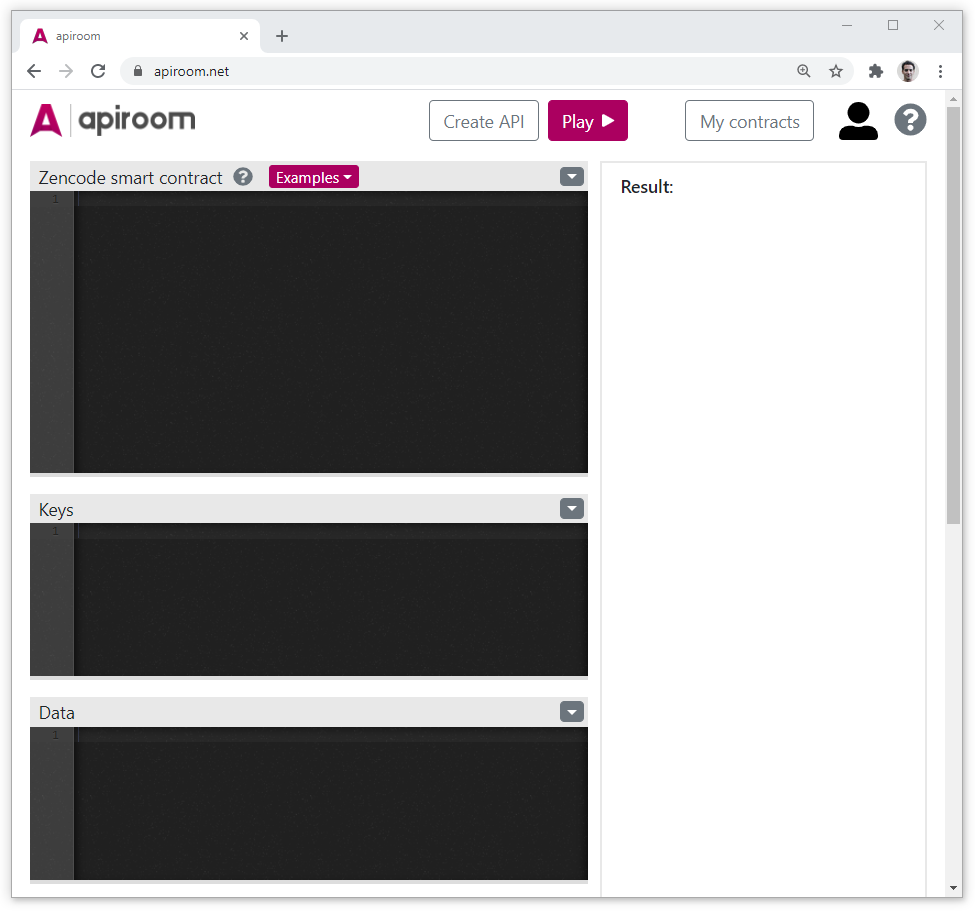 apiroom
apiroom.net
A apiroom
Create API
Play
My contracts
?
Zencode smart contract ? Examples
1
Result:
Keys
1
Data
1